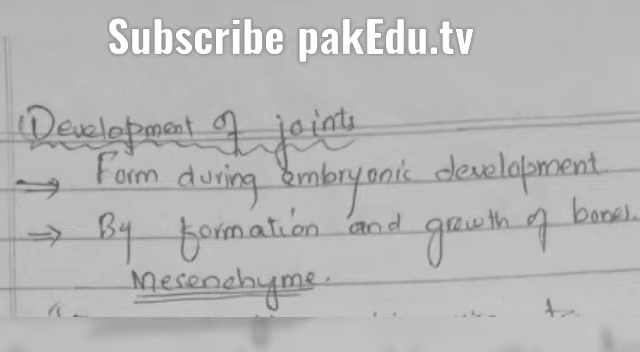 Subscribe pakEdu.tv
Development of joints
⇒ Form during embryonic development.
⇒ By formation and growth of bones.
Mesenchyme.